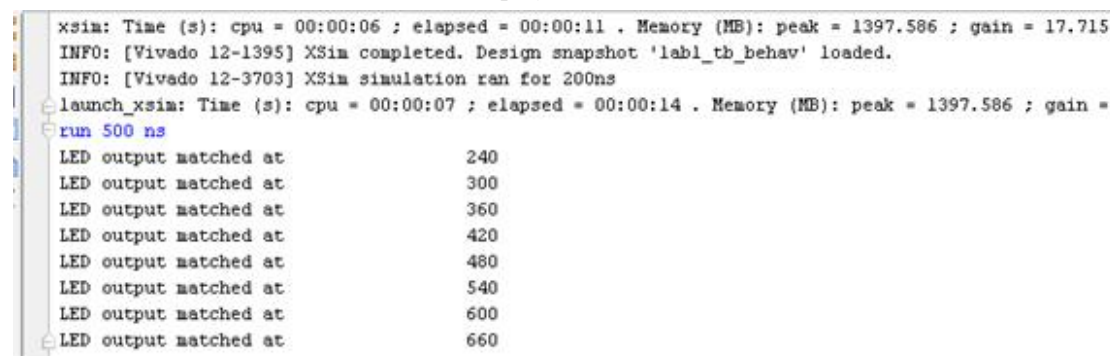 xsim: Time (s): cpu = 00:00:06 ; elapsed = 00:00:11 . Memory (MB): peak = 1397.586 ; gain = 17.715
INFO: [Vivado 12-1395] XSim completed. Design snapshot 'lab1_tb_behav' loaded.
INFO: [Vivado 12-3703] XSim simulation ran for 200ns
launch_xsim: Time (s): cpu = 00:00:07 ; elapsed = 00:00:14 . Memory (MB): peak = 1397.586 ; gain =
run 500 ns
LED output matched at 240
LED output matched at 300
LED output matched at 360
LED output matched at 420
LED output matched at 480
LED output matched at 540
LED output matched at 600
LED output matched at 660